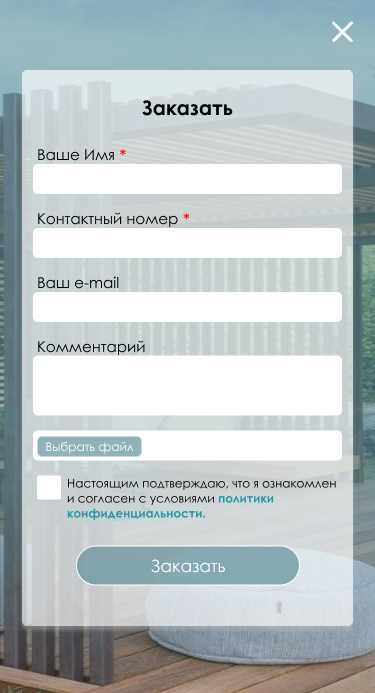 Заказать
Ваше Имя *
Контактный номер *
Ваш e-mail
Комментарий
Выбрать файл
Настоящим подтверждаю, что я ознакомлен
и согласен с условиями политики
конфиденциальности.
Заказать